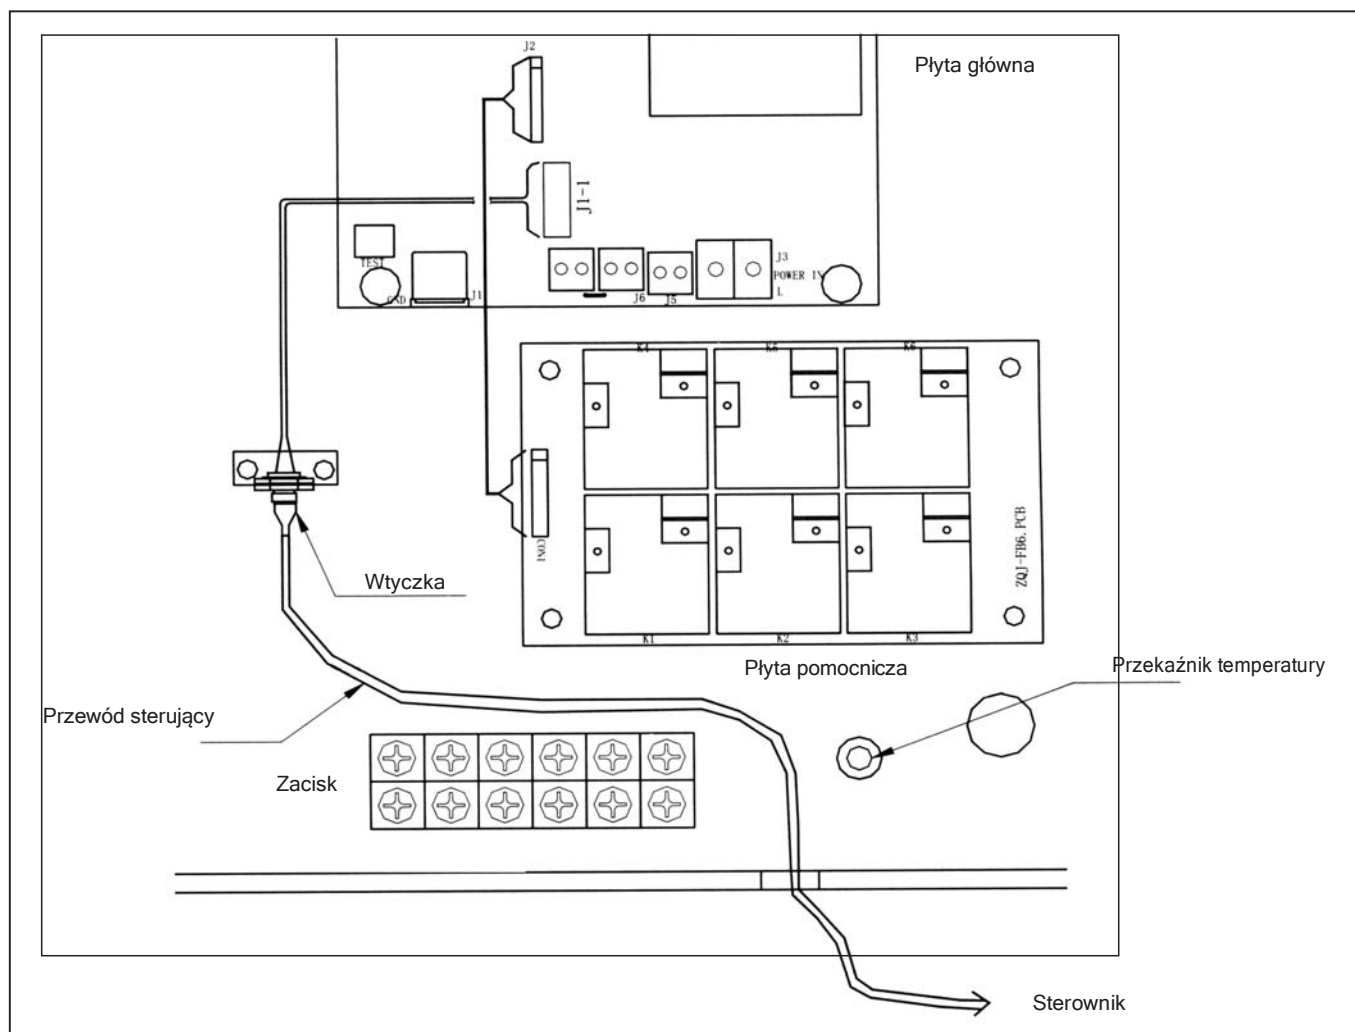 J2
Płyta główna
J1-1
TEST
J3
POWER IN
GND
J1
J6
J5
L
K4
K5
K6
CON1
ZQJ-FB6.PCB
Wtyczka
K1
K2
K3
Płyta pomocnicza
Przekaźnik temperatury
Przewód sterujący
Zacisk
Sterownik